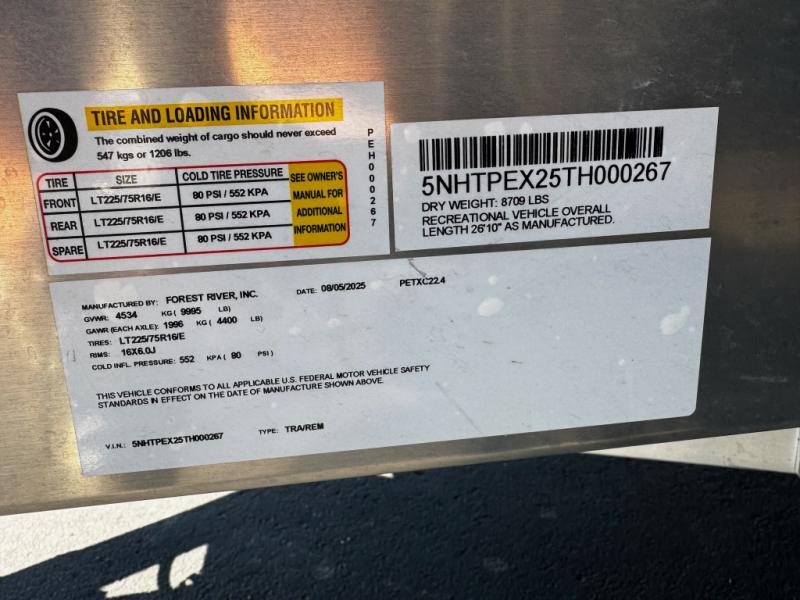 TIRE AND LOADING INFORMATION
The combined weight of cargo should never exceed
547 kgs or 1206 lbs.
TIRE SIZE COLD TIRE PRESSURE
FRONT LT225/75R16/E 80 PSI / 552 KPA
REAR LT225/75R16/E 80 PSI / 552 KPA
SPARE LT225/75R16/E 80 PSI / 552 KPA
SEE OWNER'S
MANUAL FOR
ADDITIONAL
INFORMATION
PEH000267
5NHTPEX25TH000267
DRY WEIGHT: 8709 LBS
RECREATIONAL VEHICLE OVERALL
LENGTH 26'10" AS MANUFACTURED.
MANUFACTURED BY: FOREST RIVER, INC. DATE: 08/05/2025 PETXC22.4
GVWR: 4534 KG ( 9995 LB)
GAWR (EACH AXLE): 1996 KG ( 4400 LB)
TIRES: LT225/75R16/E
RIMS: 16X6.0J
COLD INFL. PRESSURE: 552 KPA ( 80 PSI )
THIS VEHICLE CONFORMS TO ALL APPLICABLE U.S. FEDERAL MOTOR VEHICLE SAFETY
STANDARDS IN EFFECT ON THE DATE OF MANUFACTURE SHOWN ABOVE.
V.I.N.: 5NHTPEX25TH000267 TYPE: TRA/REM